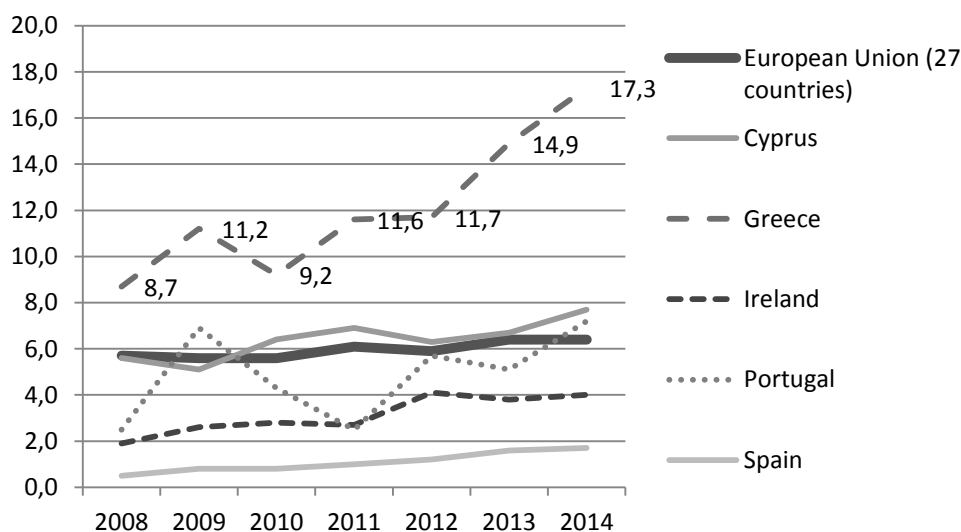 20,0
18,0
16,0
14,0
12,0
10,0
8,0
6,0
4,0
2,0
0,0
8,7
11,2
9,2
11,6
11,7
14,9
17,3
2008 2009 2010 2011 2012 2013 2014
European Union (27
countries)
Cyprus
Greece
Ireland
Portugal
Spain